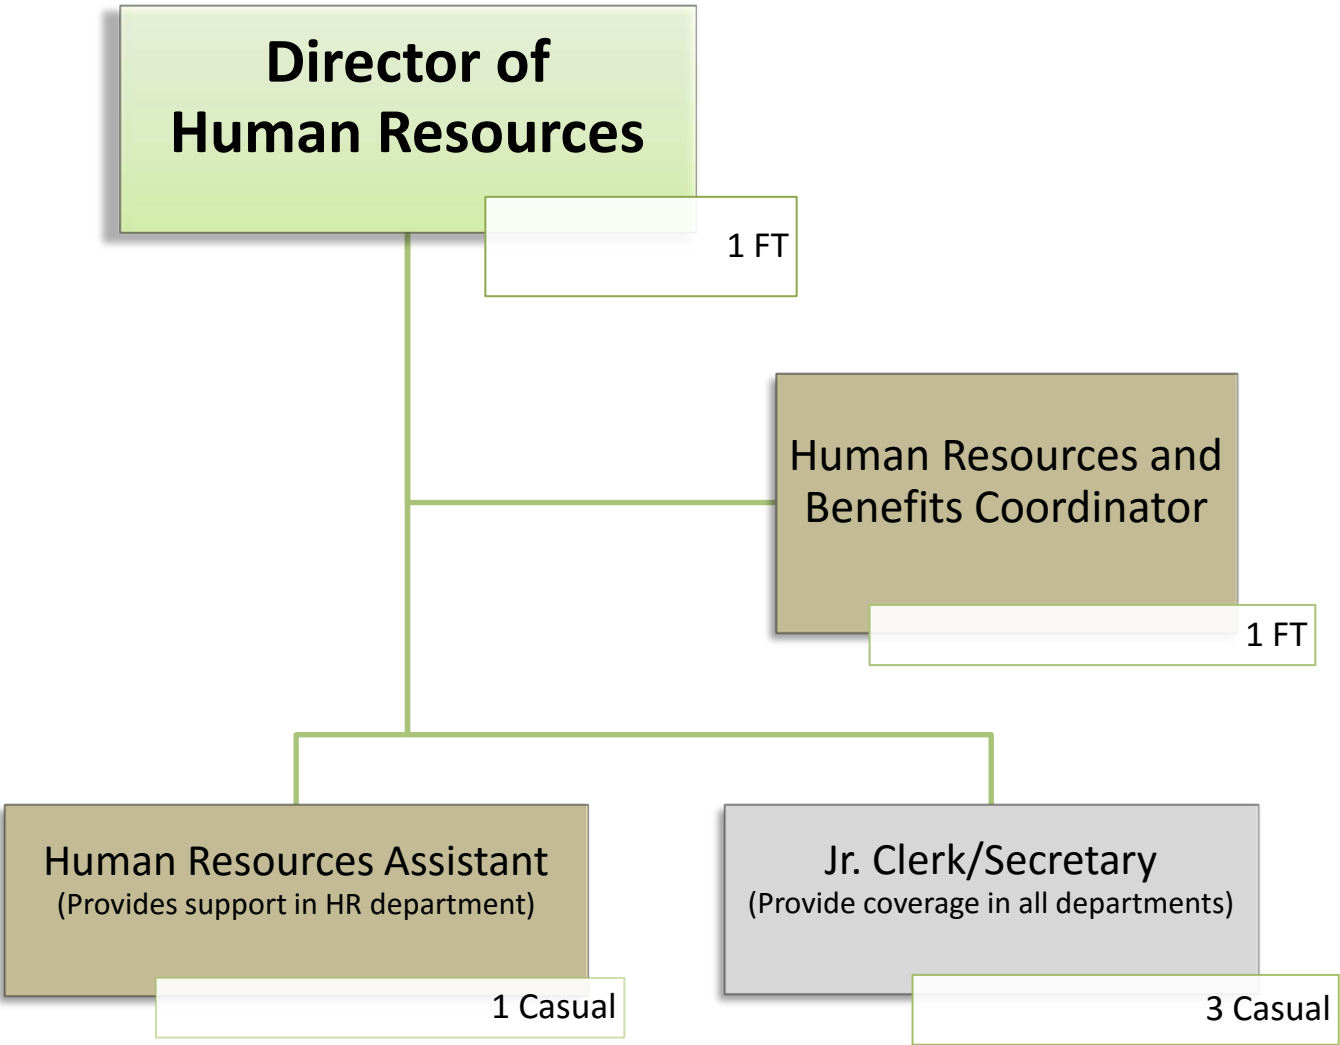 Director of
Human Resources
1 FT
Human Resources and
Benefits Coordinator
1 FT
Human Resources Assistant
(Provides support in HR department)
1 Casual
Jr. Clerk/Secretary
(Provide coverage in all departments)
3 Casual